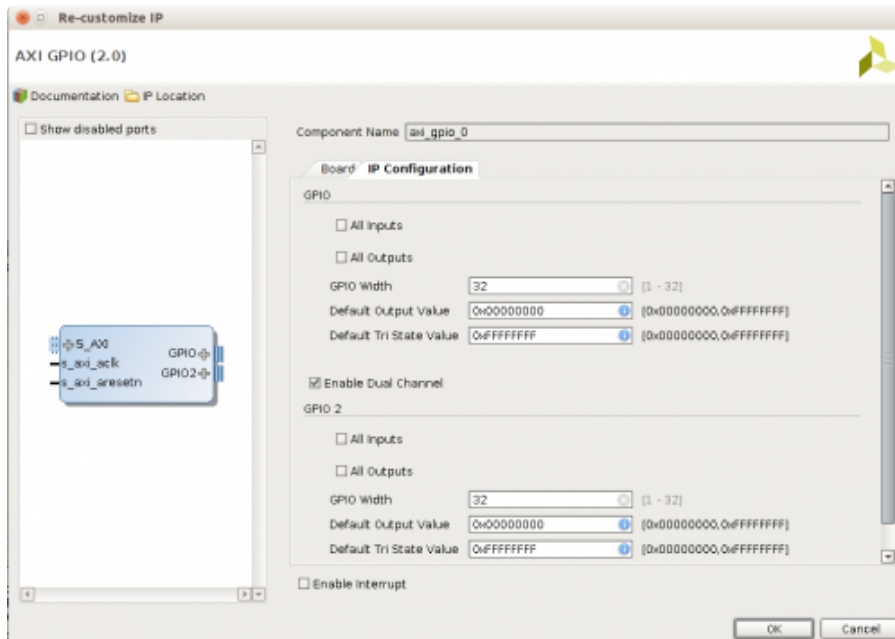 Re-customize IP
AXI GPIO (2.0)
Documentation IP Location
Show disabled ports
S_AXI
s_axi_aclk
s_axi_aresetn
GPIO
GPIO2
Component Name axi_gpio_0
Board IP Configuration
GPIO
All Inputs
All Outputs
GPIO Width 32 [1 - 32]
Default Output Value 0x00000000 [0x00000000,0xFFFFFFFF]
Default Tri State Value 0xFFFFFFFF [0x00000000,0xFFFFFFFF]
Enable Dual Channel
GPIO 2
All Inputs
All Outputs
GPIO Width 32 [1 - 32]
Default Output Value 0x00000000 [0x00000000,0xFFFFFFFF]
Default Tri State Value 0xFFFFFFFF [0x00000000,0xFFFFFFFF]
Enable Interrupt
OK Cancel